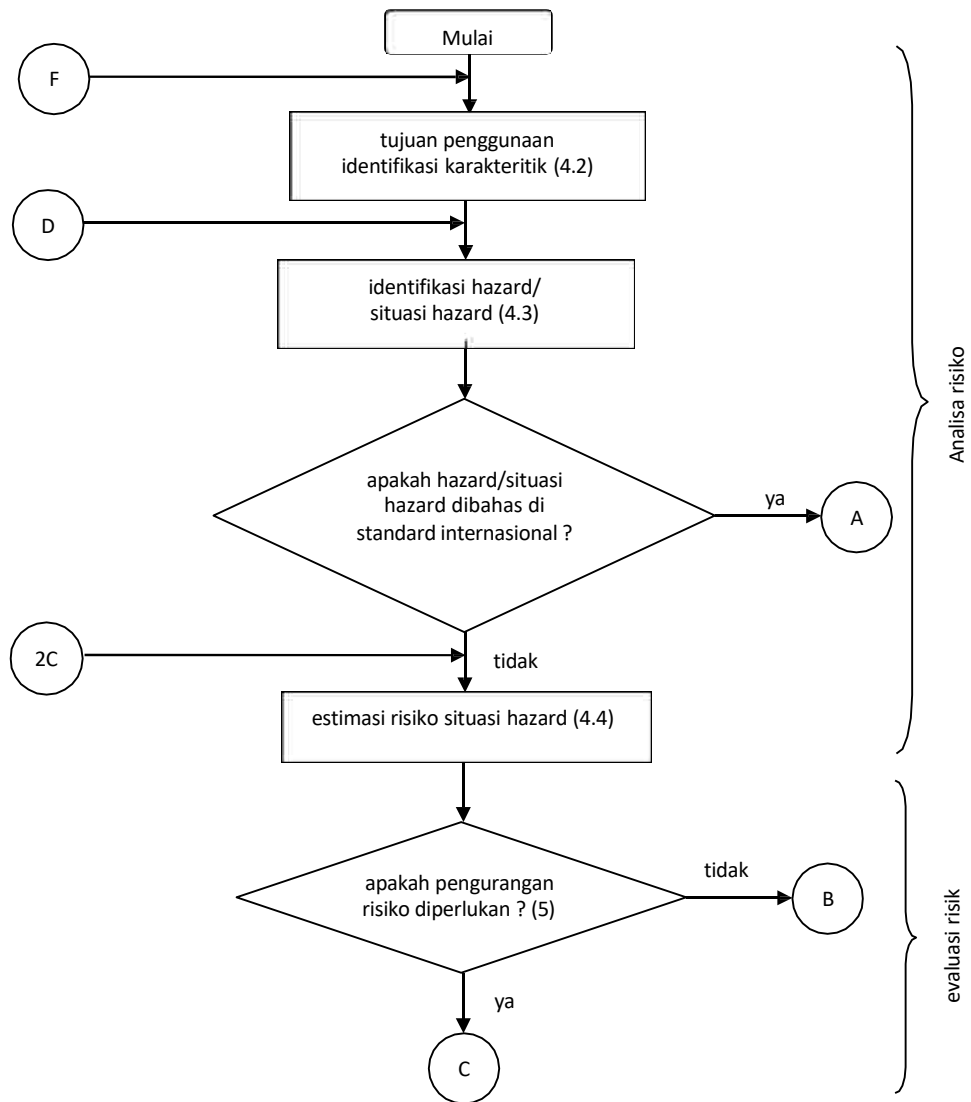 Mulai
F
tujuan penggunaan
identifikasi karakteritik (4.2)
D
identifikasi hazard/
situasi hazard (4.3)
apakah hazard/situasi
hazard dibahas di
standard internasional ?
ya
A
2C
tidak
estimasi risiko situasi hazard (4.4)
Analisa risiko
apakah pengurangan
risiko diperlukan ? (5)
tidak
B
ya
C
evaluasi risik